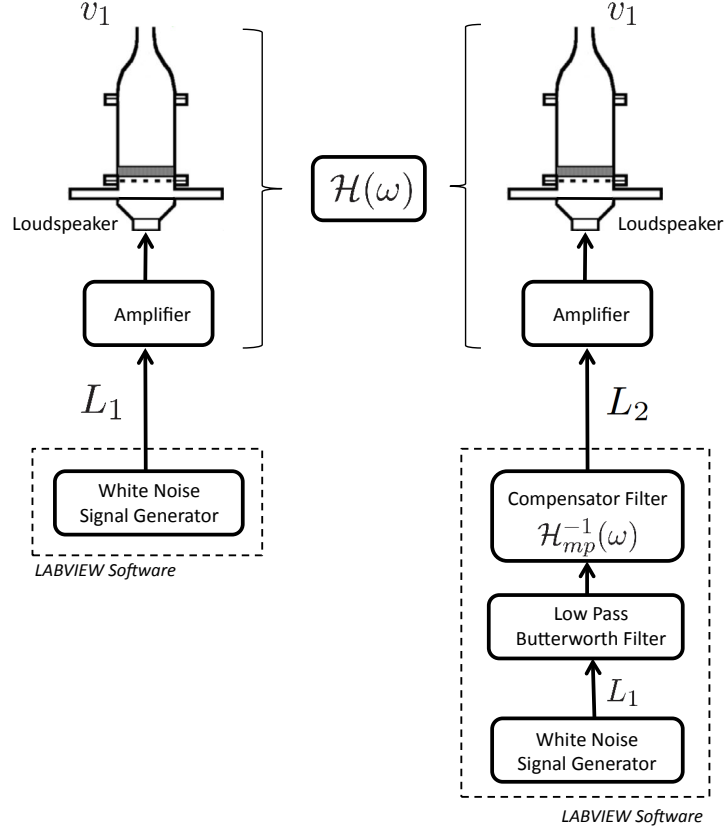 v₁
Loudspeaker
Amplifier
L₁
White Noise
Signal Generator
LABVIEW Software
ℋ(ω)
v₁
Loudspeaker
Amplifier
L₂
Compensator Filter
ℋ⁻¹ₘₚ(ω)
Low Pass
Butterworth Filter
L₁
White Noise
Signal Generator
LABVIEW Software